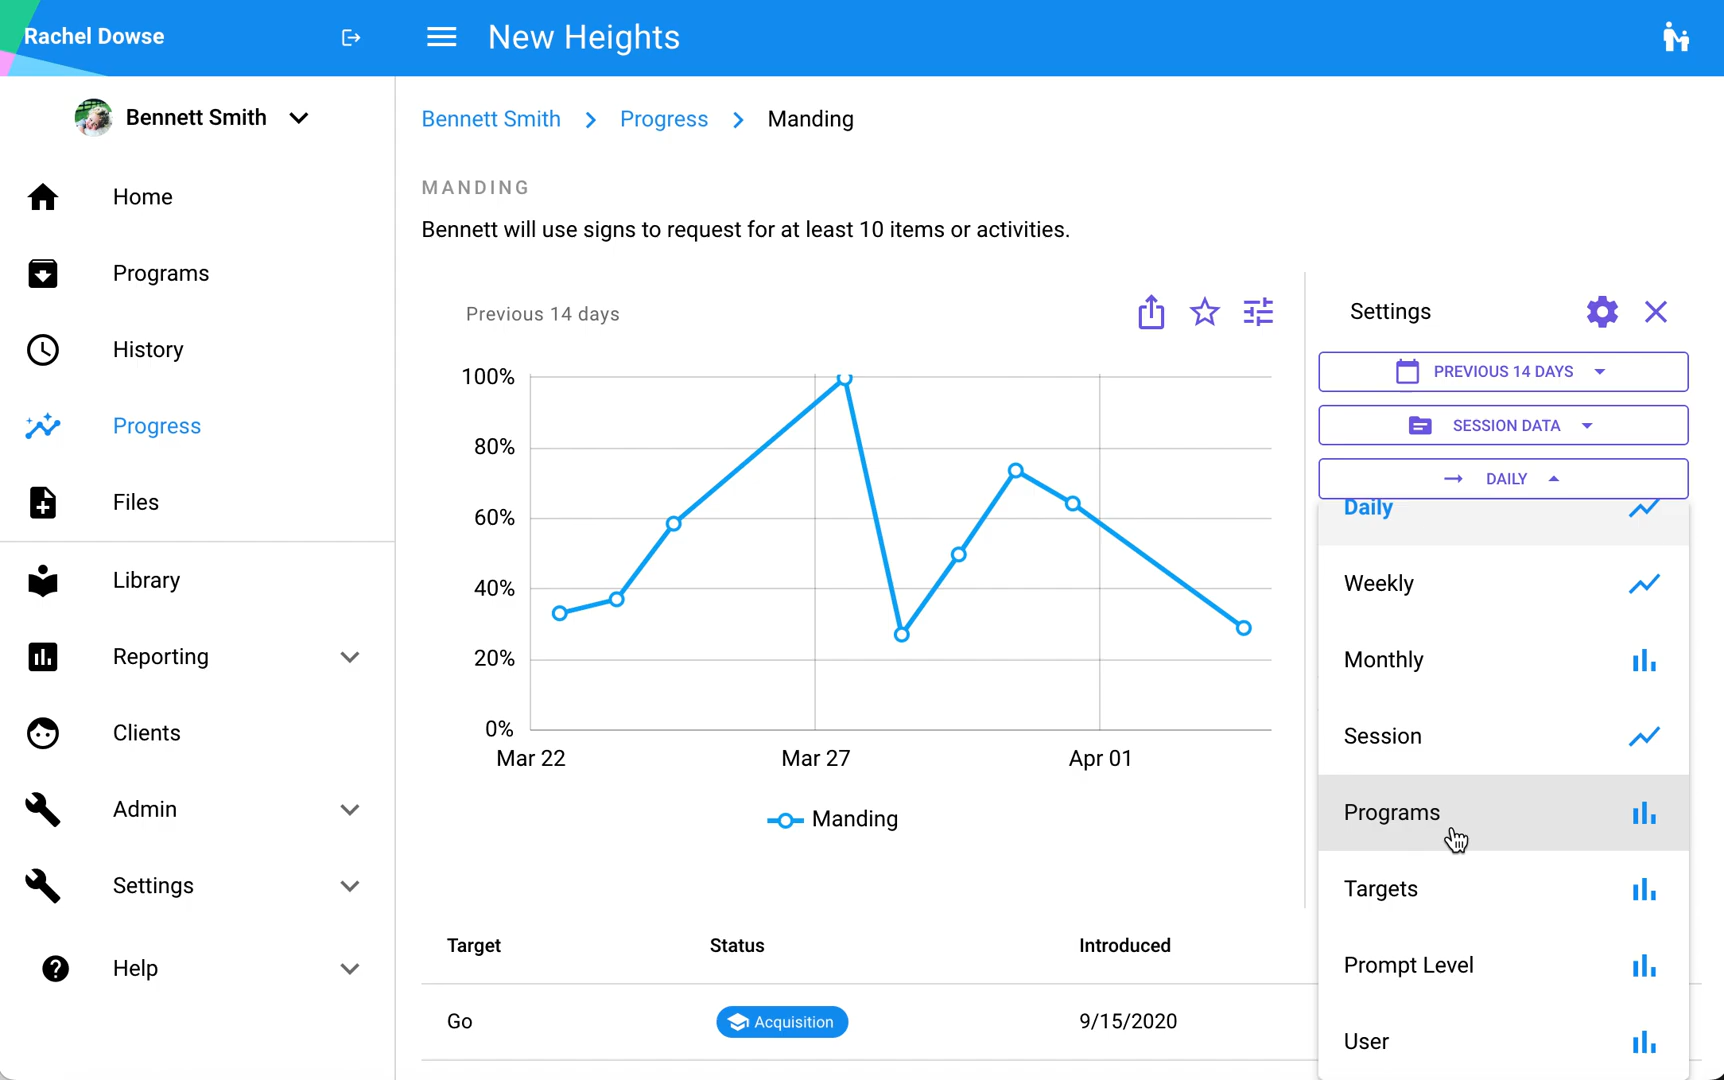 Rachel Dowse
New Heights
Bennett Smith
Home
Programs
History
Progress
Files
Library
Reporting
Clients
Admin
Settings
Help
Bennett Smith > Progress > Manding
MANDING
Bennett will use signs to request for at least 10 items or activities.
Previous 14 days
100%
80%
60%
40%
20%
0%
Mar 22 Mar 27 Apr 01
Manding
Target Status Introduced
Go Acquisition 9/15/2020
Settings
PREVIOUS 14 DAYS
SESSION DATA
→ DAILY
Daily
Weekly
Monthly
Session
Programs
Targets
Prompt Level
User